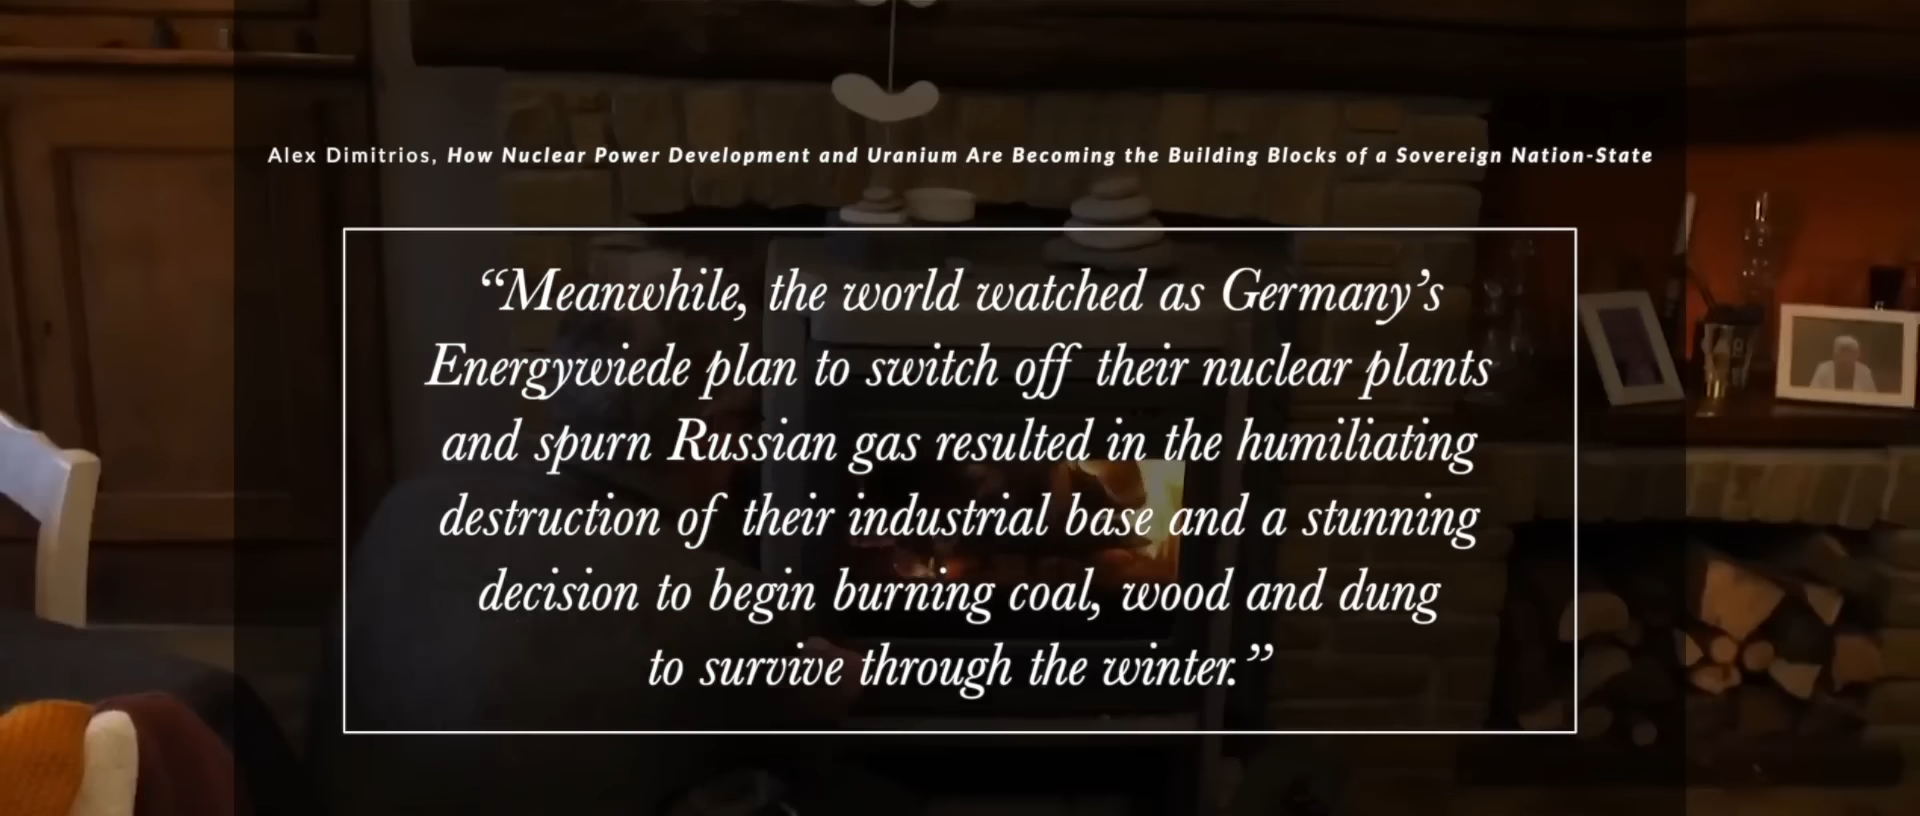 Alex Dimitrios, How Nuclear Power Development and Uranium Are Becoming the Building Blocks of a Sovereign Nation-State
“Meanwhile, the world watched as Germany’s
Energywiede plan to switch off their nuclear plants
and spurn Russian gas resulted in the humiliating
destruction of their industrial base and a stunning
decision to begin burning coal, wood and dung
to survive through the winter.”